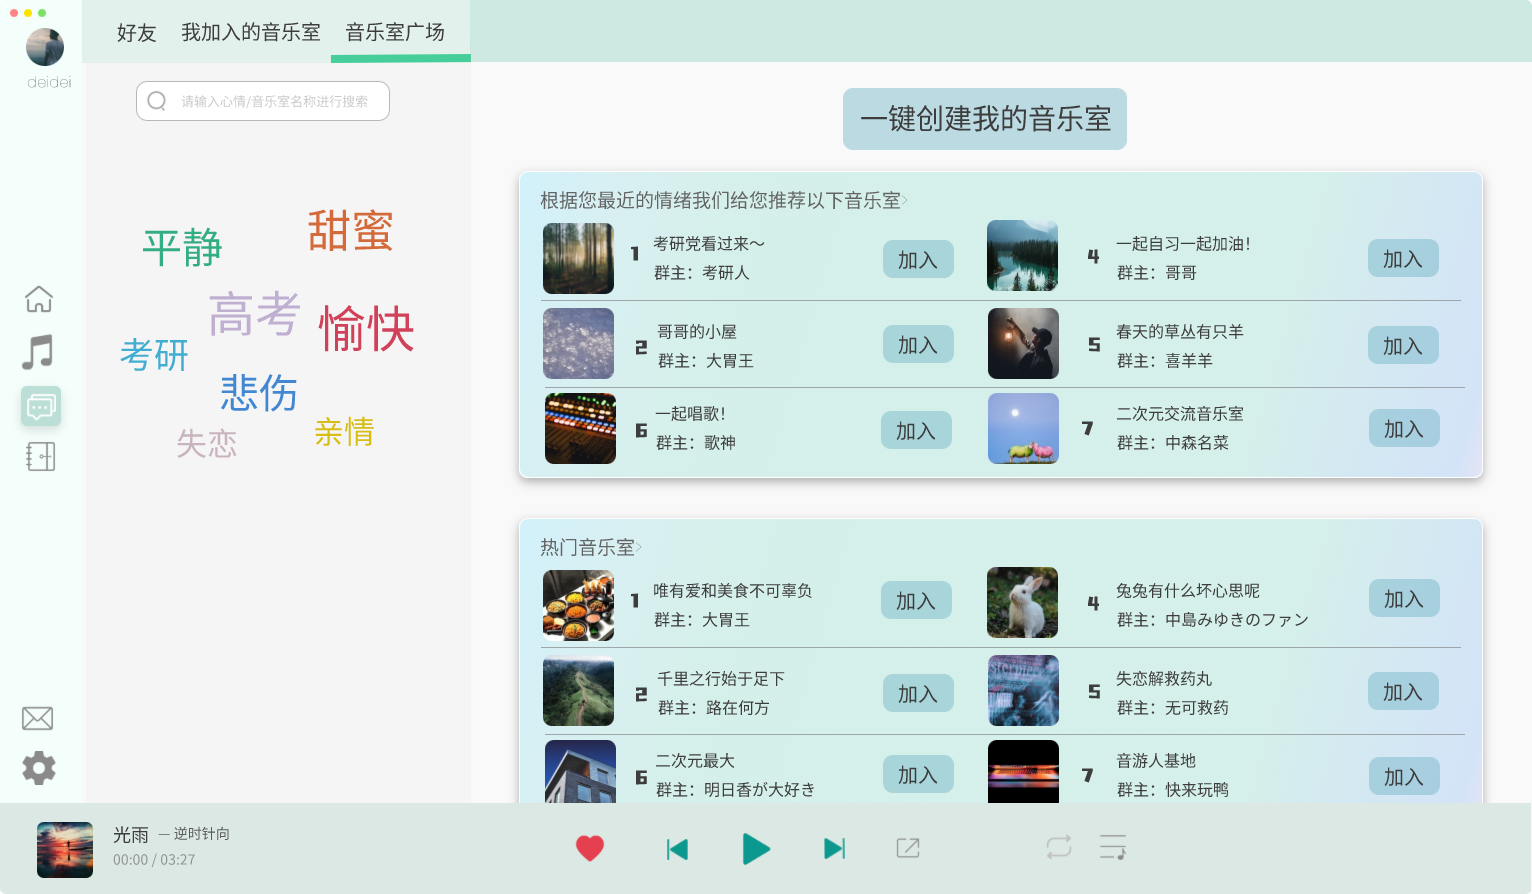 好友 我加入的音乐室 音乐室广场
deidei
请输入心情/音乐室名称进行搜索
甜蜜
平静
高考
愉快
考研
悲伤
亲情
失恋
一键创建我的音乐室
根据您最近的情绪我们给您推荐以下音乐室>
1 考研党看过来～
群主：考研人
加入
4 一起自习一起加油！
群主：哥哥
加入
2 哥哥的小屋
群主：大胃王
加入
5 春天的草丛有只羊
群主：喜羊羊
加入
6 一起唱歌！
群主：歌神
加入
7 二次元交流音乐室
群主：中森名菜
加入
热门音乐室>
1 唯有爱和美食不可辜负
群主：大胃王
加入
4 兔兔有什么坏心思呢
群主：中島みゆきのファン
加入
2 千里之行始于足下
群主：路在何方
加入
5 失恋解救药丸
群主：无可救药
加入
6 二次元最大
群主：明日香が大好き
加入
7 音游人基地
群主：快来玩鸭
加入
光雨 — 逆时针向
00:00 / 03:27